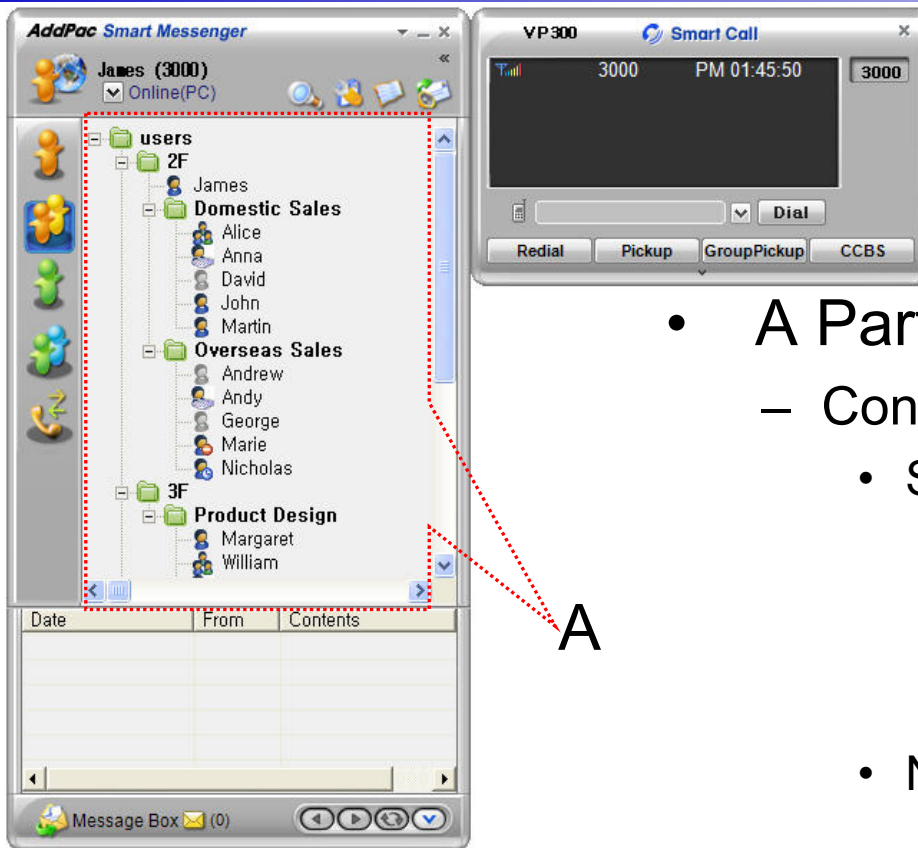 AddPac Smart Messenger
James (3000)
Online(PC)
users
2F
James
Domestic Sales
Alice
Anna
David
John
Martin
Overseas Sales
Andrew
Andy
George
Marie
Nicholas
3F
Product Design
Margaret
William
Date From Contents
Message Box (0)
VP300 Smart Call
3000 PM 01:45:50 3000
Dial
Redial Pickup GroupPickup CCBS
• A Part
– Con
• S
• N
A